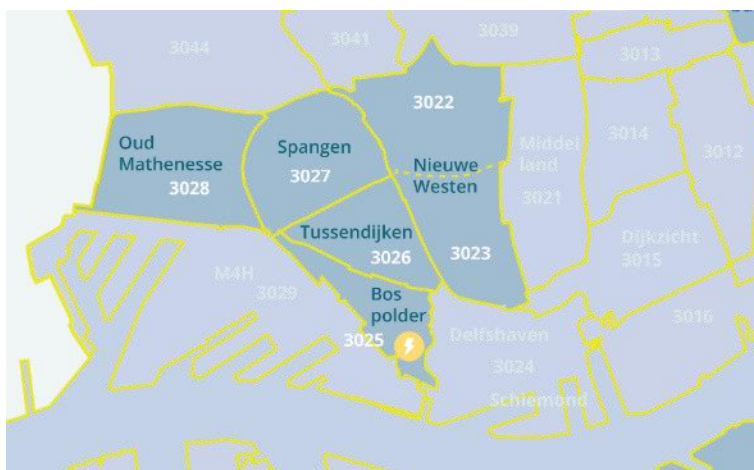 3044
3041
3039
3013
3022
3014
3012
Oud
Mathenesse
3028
Spangen
3027
Nieuwe
Westen
Middel
land
3021
Tussendijken
3026
3023
Dijkzicht
3015
M4H
3029
Bos
polder
3025
Delfshaven
3024
3016
Schiemond